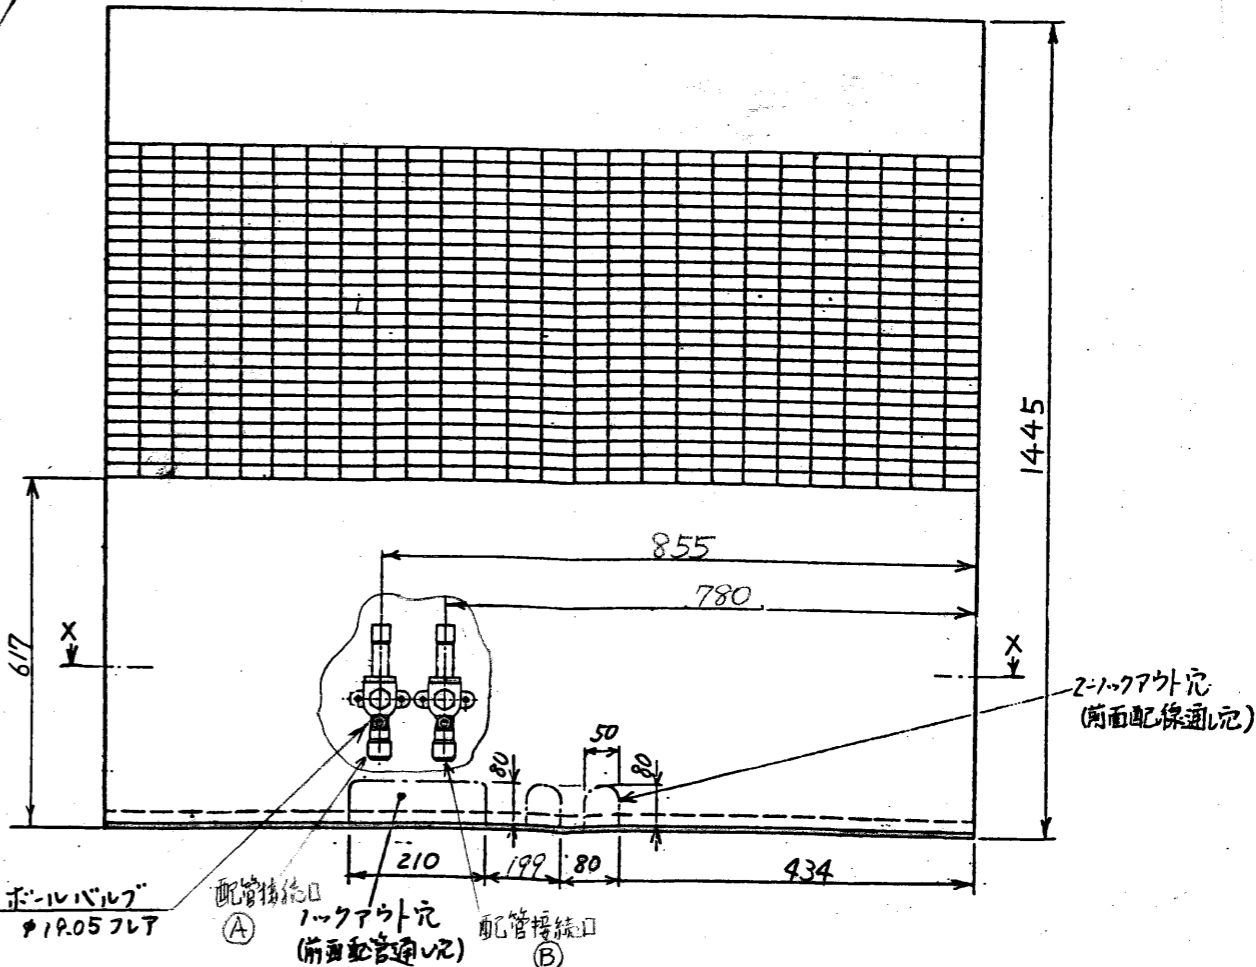 1445
855
780
617
X
X
2-ノックアウト穴
(前面配線通し穴)
50
80
80
210
199
80
434
ボールバルブ
φ19.05フレア
配管接続口
Ⓐ
ノックアウト穴
(前面配管通し穴)
配管接続口
Ⓑ